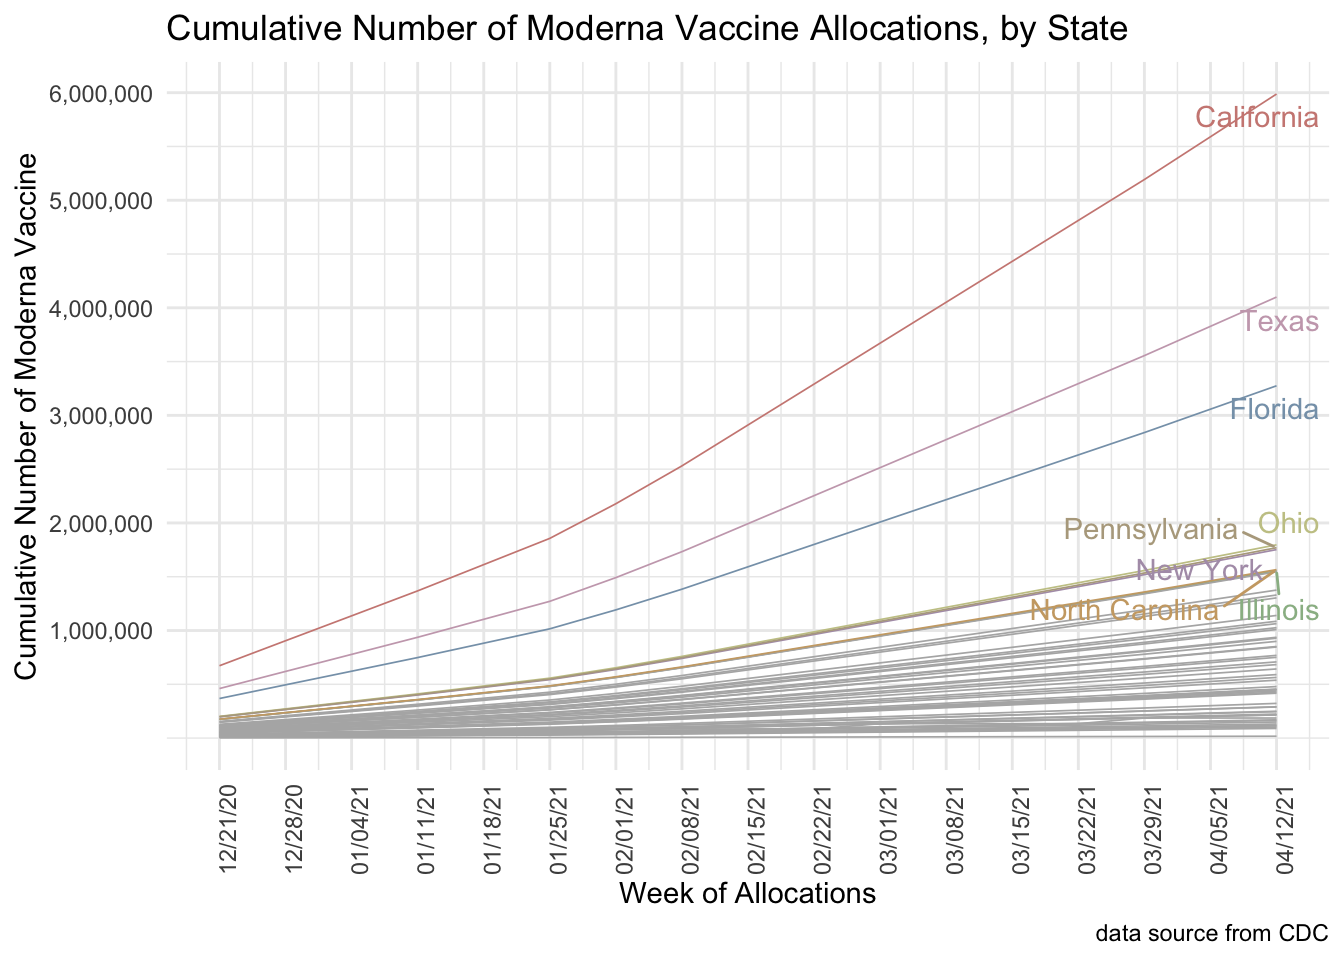 Cumulative Number of Moderna Vaccine Allocations, by State
Cumulative Number of Moderna Vaccine
6,000,000
5,000,000
4,000,000
3,000,000
2,000,000
1,000,000
California
Texas
Florida
Ohio
Pennsylvania
New York
North Carolina
Illinois
12/21/20
12/28/20
01/04/21
01/11/21
01/18/21
01/25/21
02/01/21
02/08/21
02/15/21
02/22/21
03/01/21
03/08/21
03/15/21
03/22/21
03/29/21
04/05/21
04/12/21
Week of Allocations
data source from CDC